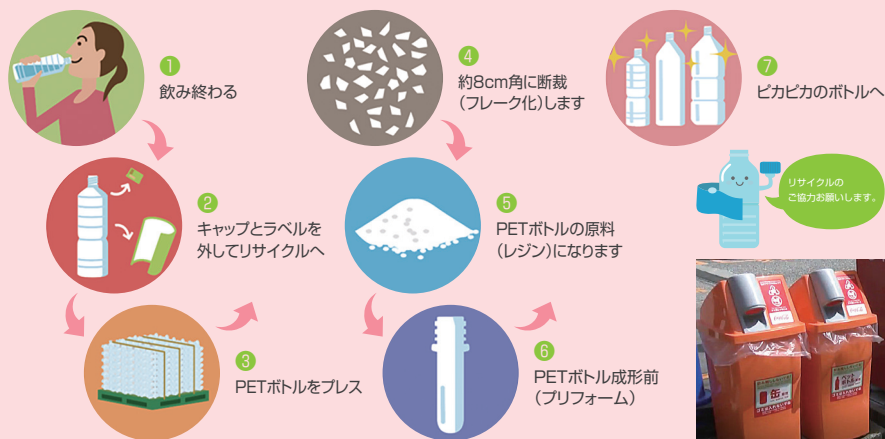 1
飲み終わる
2
キャップとラベルを
外してリサイクルへ
3
PETボトルをプレス
4
約8cm角に断裁
(フレーク化)します
5
PETボトルの原料
(レジン)になります
6
PETボトル成形前
(プリフォーム)
7
ピカピカのボトルへ
リサイクルの
ご協力お願いします。
缶